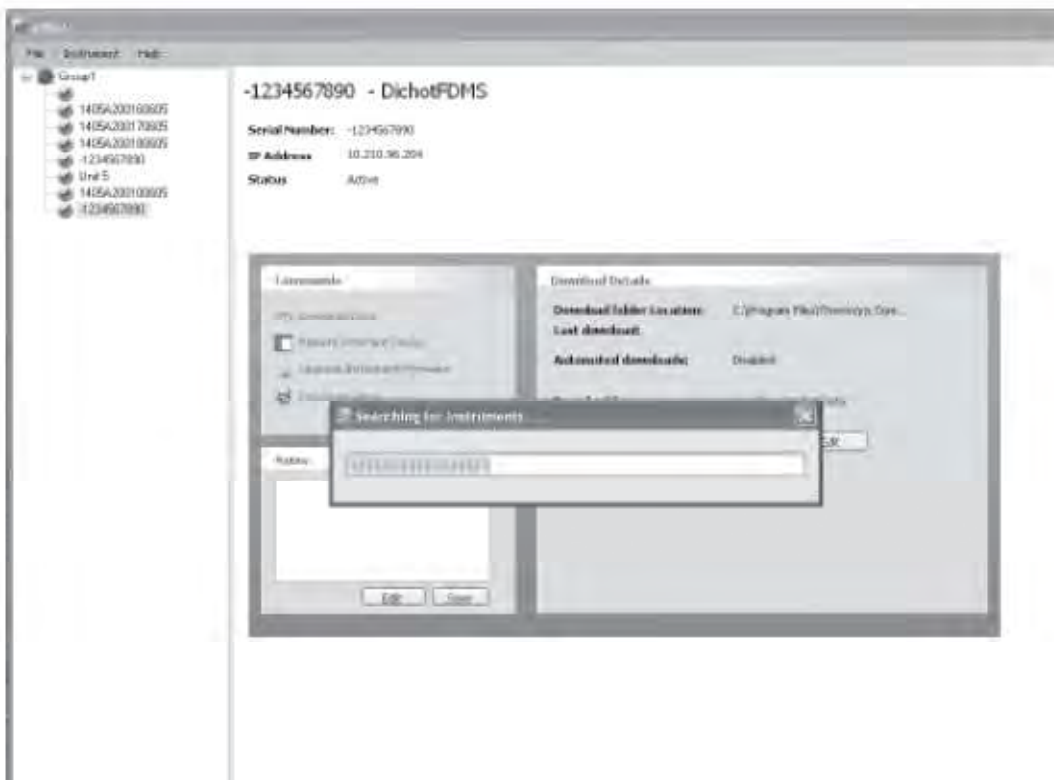 File Instrument Help
Group1
1405A200160605
1405A200170605
1405A200180605
-1234567890
Unit 5
1405A200100605
-1234567890
-1234567890 - DichotFDMS
Serial Number: -1234567890
IP Address 10.210.36.204
Status Active
Commands
Notes
Edit Save
Download Details
Download folder location: C:\Program Files\
Last download:
Automated downloads: Disabled
Edit
Searching for Instruments